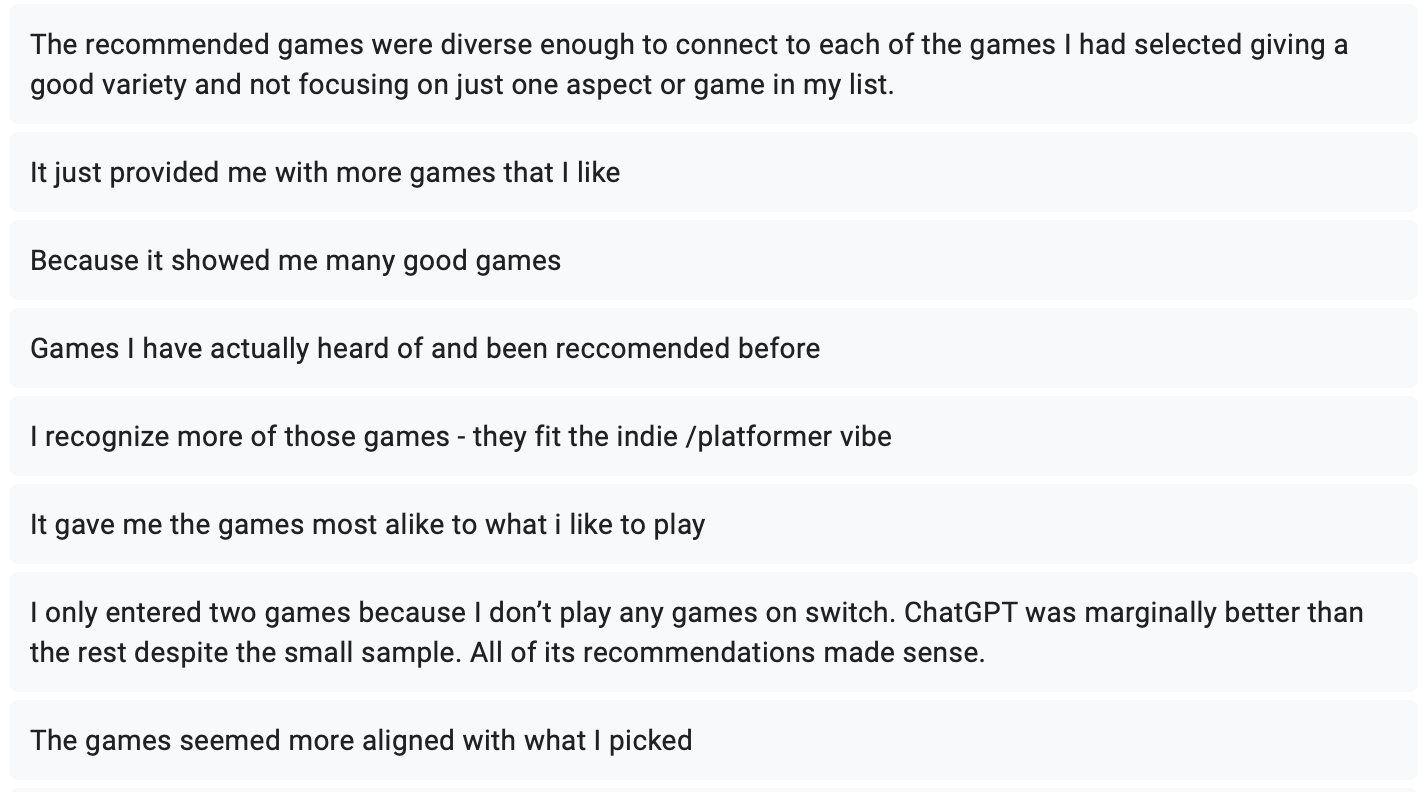 The recommended games were diverse enough to connect to each of the games I had selected giving a
good variety and not focusing on just one aspect or game in my list.
It just provided me with more games that I like
Because it showed me many good games
Games I have actually heard of and been reccomended before
I recognize more of those games - they fit the indie /platformer vibe
It gave me the games most alike to what i like to play
I only entered two games because I don’t play any games on switch. ChatGPT was marginally better than
the rest despite the small sample. All of its recommendations made sense.
The games seemed more aligned with what I picked